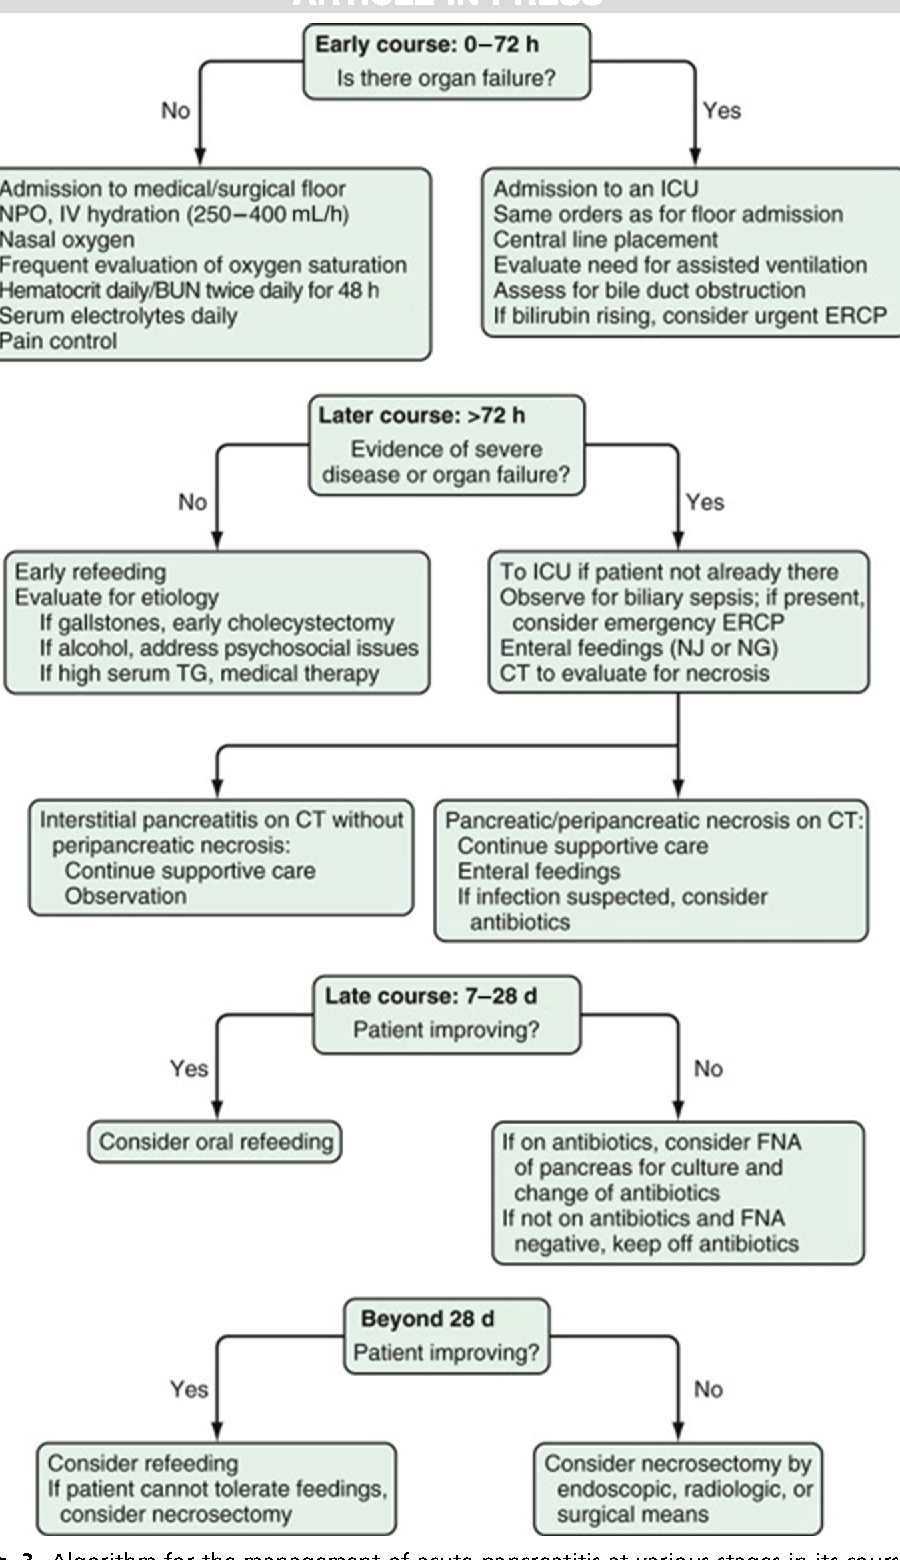 ARTICLE IN PRESS
Early course: 0–72 h
Is there organ failure?
No
Yes
Admission to medical/surgical floor
NPO, IV hydration (250–400 mL/h)
Nasal oxygen
Frequent evaluation of oxygen saturation
Hematocrit daily/BUN twice daily for 48 h
Serum electrolytes daily
Pain control
Admission to an ICU
Same orders as for floor admission
Central line placement
Evaluate need for assisted ventilation
Assess for bile duct obstruction
If bilirubin rising, consider urgent ERCP
Later course: >72 h
Evidence of severe
disease or organ failure?
No
Yes
Early refeeding
Evaluate for etiology
If gallstones, early cholecystectomy
If alcohol, address psychosocial issues
If high serum TG, medical therapy
To ICU if patient not already there
Observe for biliary sepsis; if present,
consider emergency ERCP
Enteral feedings (NJ or NG)
CT to evaluate for necrosis
Interstitial pancreatitis on CT without
peripancreatic necrosis:
Continue supportive care
Observation
Pancreatic/peripancreatic necrosis on CT:
Continue supportive care
Enteral feedings
If infection suspected, consider
antibiotics
Late course: 7–28 d
Patient improving?
Yes
No
Consider oral refeeding
If on antibiotics, consider FNA
of pancreas for culture and
change of antibiotics
If not on antibiotics and FNA
negative, keep off antibiotics
Beyond 28 d
Patient improving?
Yes
No
Consider refeeding
If patient cannot tolerate feedings,
consider necrosectomy
Consider necrosectomy by
endoscopic, radiologic, or
surgical means
3. Algorithm for the management of acute pancreatitis at various stages in its